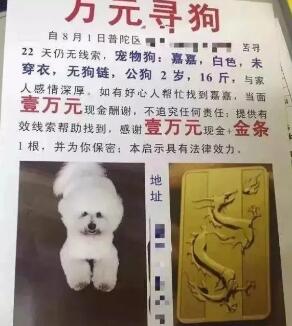 万元寻狗
自8月1日普陀区
苦寻
22天仍无线索，宠物狗：嘉嘉，白色，未
穿衣，无狗链，公狗2岁，16斤，与家
人感情深厚。如有好心人帮忙找到嘉嘉，当面
壹万元现金酬谢，不追究任何责任；提供有
效线索帮助找到，感谢壹万元现金+金条
1根，并为你保密；本启示具有法律效力。
地址